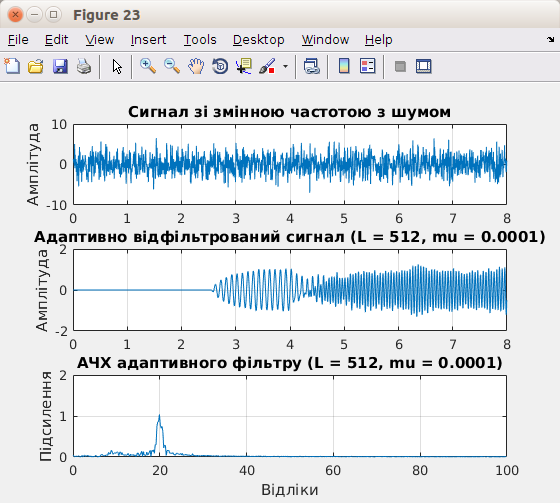 Figure 23
File Edit View Insert Tools Desktop Window Help
Сигнал зі змінною частотою з шумом
Амплітуда
10
0
-10
0 1 2 3 4 5 6 7 8
Адаптивно відфільтрований сигнал (L = 512, mu = 0.0001)
Амплітуда
2
0
-2
0 1 2 3 4 5 6 7 8
АЧХ адаптивного фільтру (L = 512, mu = 0.0001)
Підсилення
2
1
0
0 20 40 60 80 100
Відліки